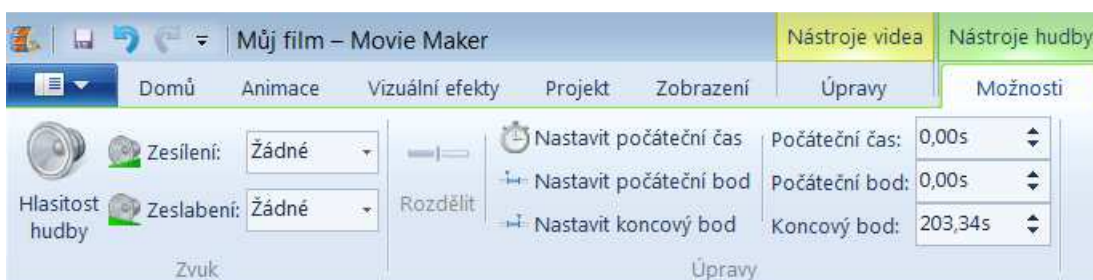 Můj film – Movie Maker
Nástroje videa
Nástroje hudby
Domů
Animace
Vizuální efekty
Projekt
Zobrazení
Úpravy
Možnosti
Hlasitost
hudby
Zesílení: Žádné
Zeslabení: Žádné
Zvuk
Rozdělit
Nastavit počáteční čas
Nastavit počáteční bod
Nastavit koncový bod
Počáteční čas: 0,00s
Počáteční bod: 0,00s
Koncový bod: 203,34s
Úpravy